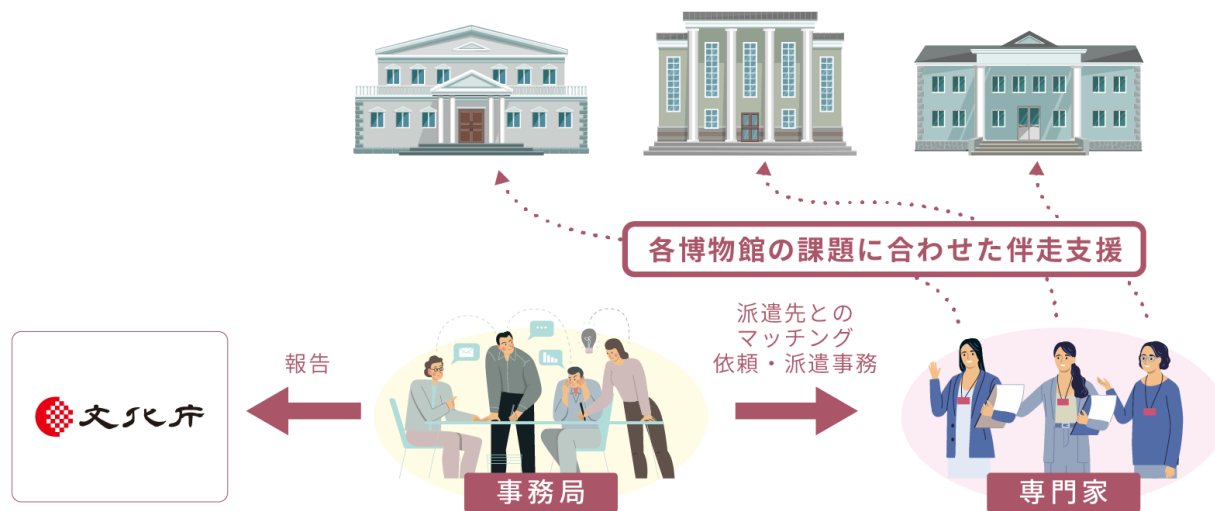 各博物館の課題に合わせた伴走支援
派遣先との
マッチング
依頼・派遣事務
報告
文化庁
事務局
専門家